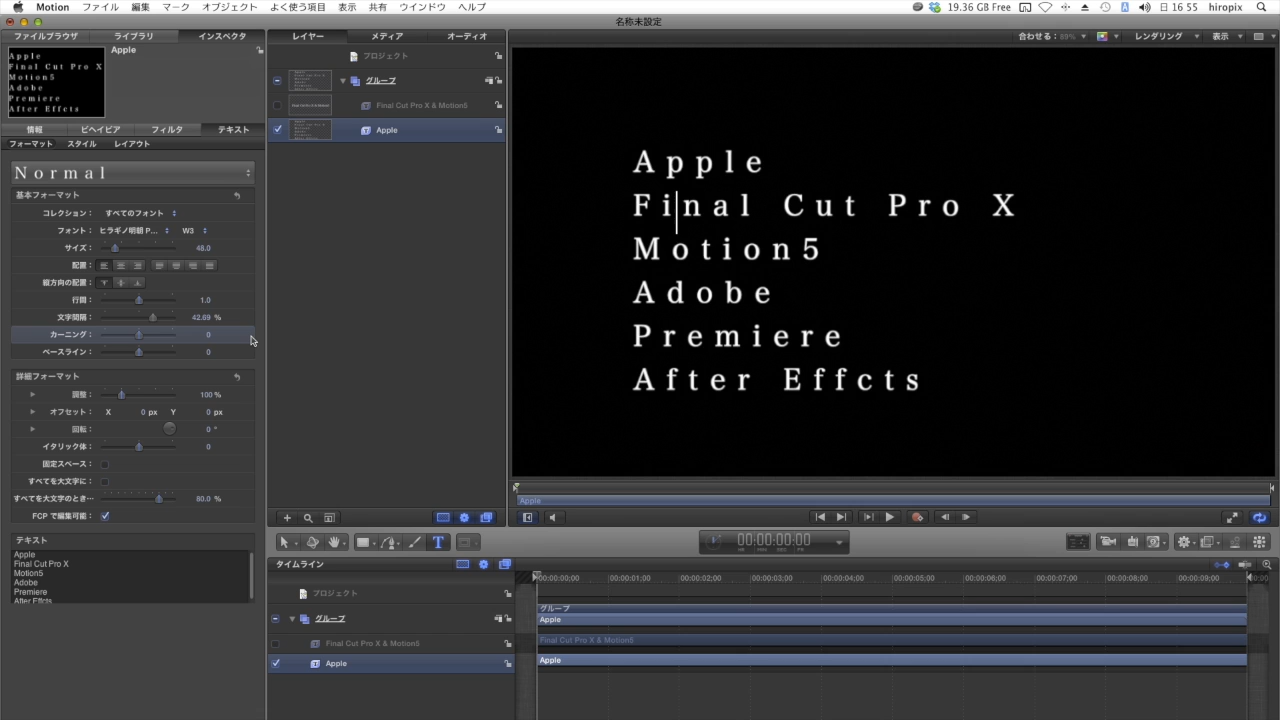 Motion ファイル 編集 マーク オブジェクト よく使う項目 表示 共有 ウインドウ ヘルプ 19.36 GB Free 日 16 55 hiropix
名称未設定
ファイルブラウザ ライブラリ インスペクタ
レイヤー メディア オーディオ
合わせる: 89% レンダリング 表示
Apple
Final Cut Pro X
Motion5
Adobe
Premiere
After Effcts
Apple
情報 ビヘイビア フィルタ テキスト
フォーマット スタイル レイアウト
Normal
基本フォーマット
コレクション: すべてのフォント
フォント: ヒラギノ明朝 P... W3
サイズ: 48.0
配置:
縦方向の配置:
行間: 1.0
文字間隔: 42.69 %
カーニング: 0
ベースライン: 0
詳細フォーマット
調整: 100 %
オフセット: X 0 px Y 0 px
回転: 0 °
イタリック体: 0
固定スペース:
すべてを大文字に:
すべてを大文字のとき… 80.0 %
FCP で編集可能:
テキスト
Apple
Final Cut Pro X
Motion5
Adobe
Premiere
After Effcts
プロジェクト
グループ
Final Cut Pro X & Motion5
Apple
Apple
Final Cut Pro X
Motion5
Adobe
Premiere
After Effcts
Apple
00:00:00:00
タイムライン
00:00:00;00 00:00:01;00 00:00:02;00 00:00:03;00 00:00:04;00 00:00:05;00 00:00:06;00 00:00:07;00 00:00:08;00 00:00:09;00
プロジェクト
グループ
Final Cut Pro X & Motion5
Apple
グループ
Apple
Final Cut Pro X & Motion5
Apple